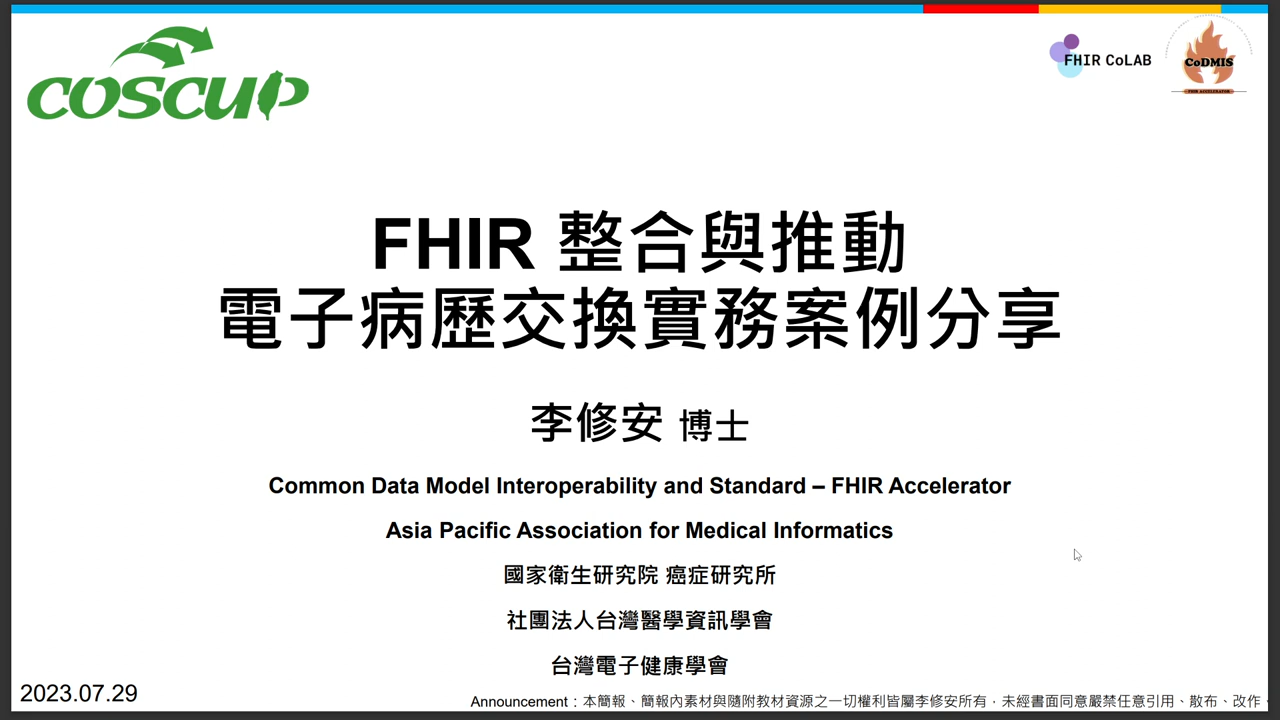 coscup
FHIR CoLAB
CoDMIS
FHIR ACCELERATOR
FHIR 整合與推動
電子病歷交換實務案例分享
李修安 博士
Common Data Model Interoperability and Standard – FHIR Accelerator
Asia Pacific Association for Medical Informatics
國家衛生研究院 癌症研究所
社團法人台灣醫學資訊學會
台灣電子健康學會
2023.07.29
Announcement：本簡報、簡報內素材與隨附教材資源之一切權利皆屬李修安所有，未經書面同意嚴禁任意引用、散布、改作。